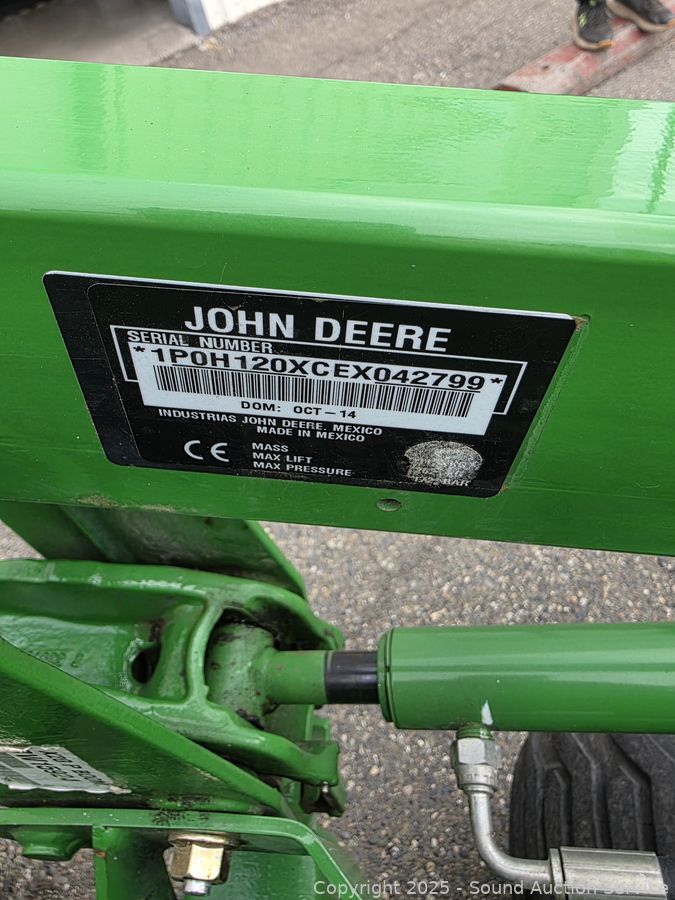 JOHN DEERE
SERIAL NUMBER
*1P0H120XCEX042799*
DOM: OCT-14
INDUSTRIAS JOHN DEERE, MEXICO
MADE IN MEXICO
CE
MASS
MAX LIFT
MAX PRESSURE
Copyright © 2025 - Sound Auction Service